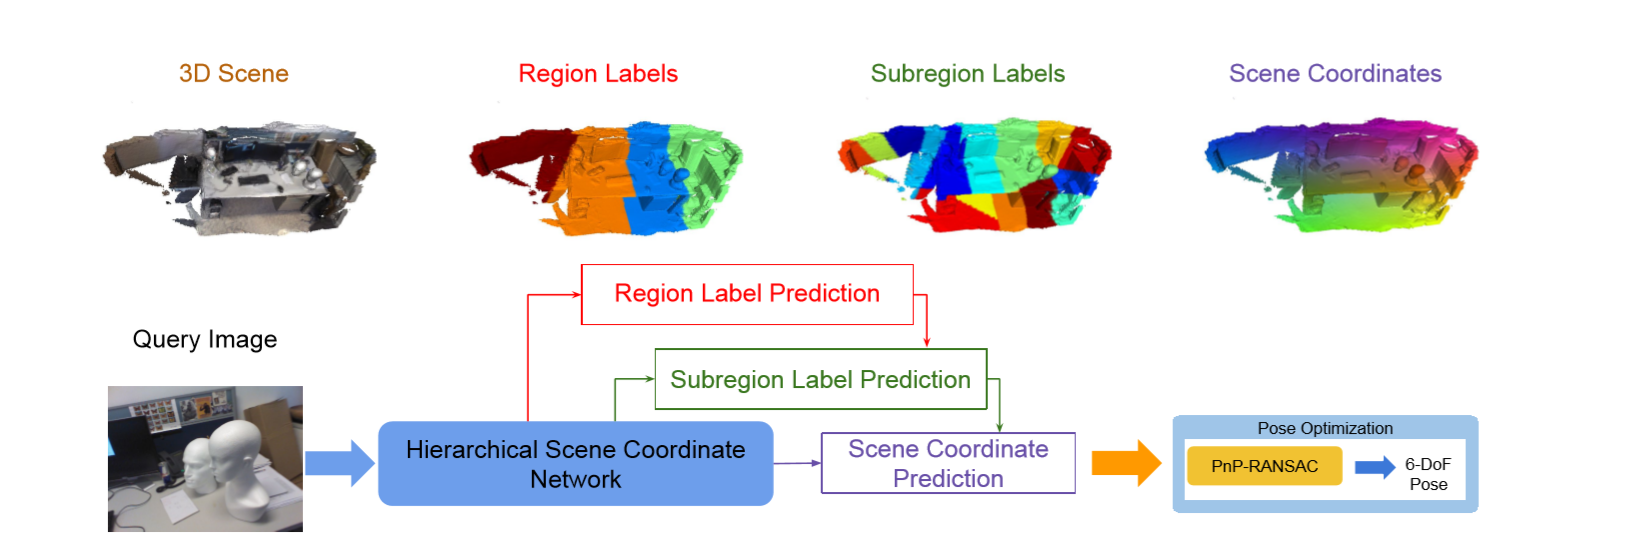 3D Scene
Region Labels
Subregion Labels
Scene Coordinates
Region Label Prediction
Query Image
Subregion Label Prediction
Hierarchical Scene Coordinate
Network
Scene Coordinate
Prediction
Pose Optimization
PnP-RANSAC
6-DoF
Pose